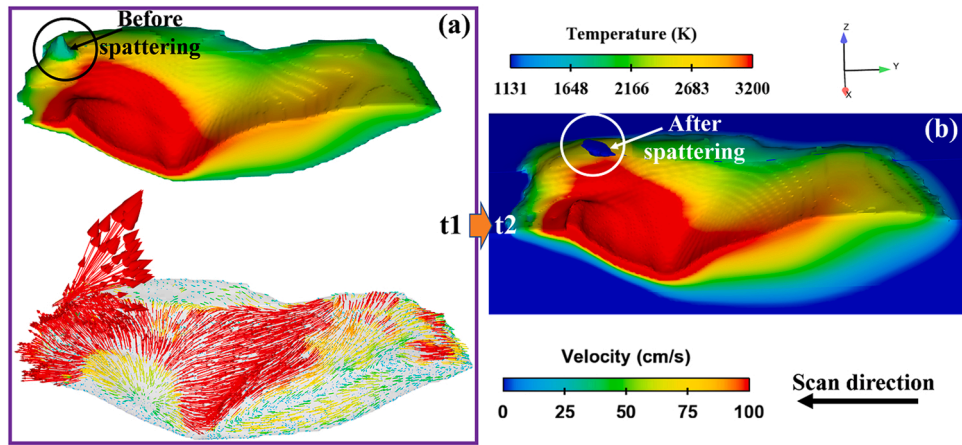 Before
spattering
(a)
Temperature (K)
1131 1648 2166 2683 3200
Z
Y
X
After
spattering
(b)
t1
t2
Velocity (cm/s)
0 25 50 75 100
Scan direction